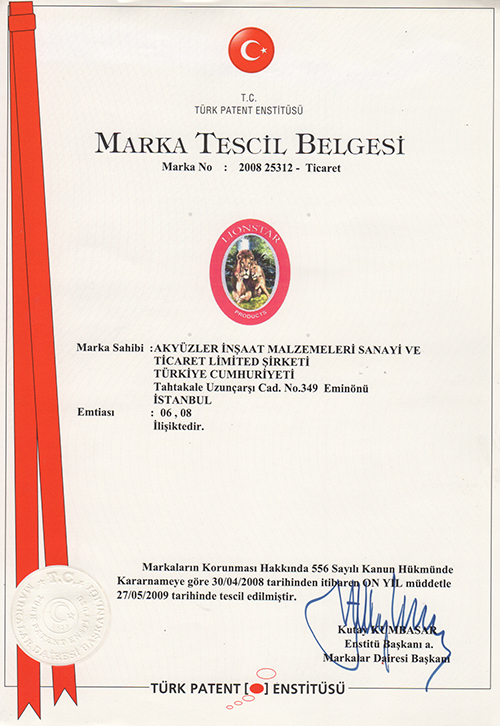 T.C.
TÜRK PATENT ENSTİTÜSÜ
MARKA TESCİL BELGESİ
Marka No : 2008 25312 - Ticaret
LIONSTAR
PRODUCTS
Marka Sahibi :AKYÜZLER İNŞAAT MALZEMELERİ SANAYİ VE
TİCARET LİMİTED ŞİRKETİ
TÜRKİYE CUMHURİYETİ
Tahtakale Uzunçarşı Cad. No.349 Eminönü
İSTANBUL
Emtiası : 06 , 08
İlişiktedir.
Markaların Korunması Hakkında 556 Sayılı Kanun Hükmünde
Kararnameye göre 30/04/2008 tarihinden itibaren ON YIL müddetle
27/05/2009 tarihinde tescil edilmiştir.
T.C.
Kutay KUMBASAR
Enstitü Başkanı a.
Markalar Dairesi Başkanı
TÜRK PATENT [ ] ENSTİTÜSÜ